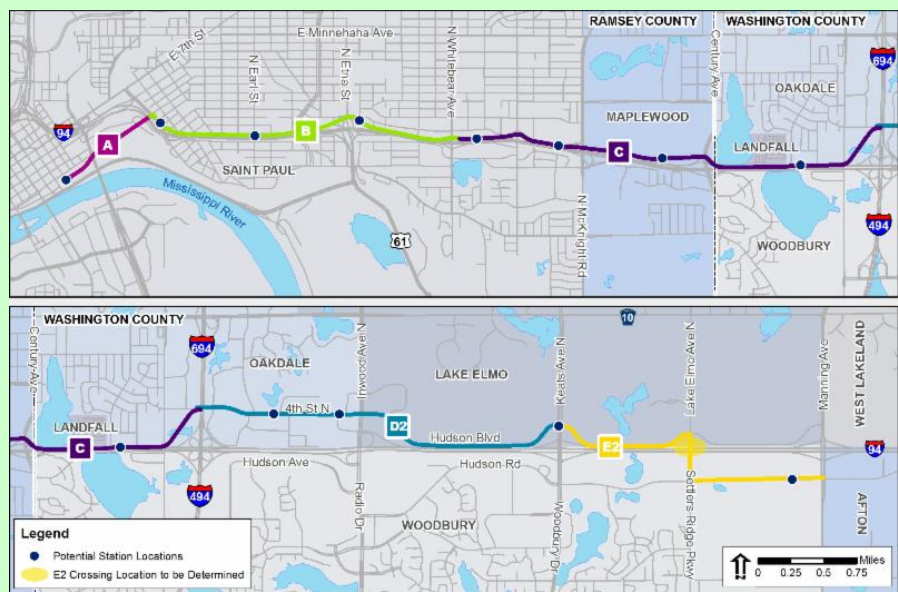 RAMSEY COUNTY
WASHINGTON COUNTY
E 7th St
E Minnehaha Ave
N Earl St
N Etna St
N Whitebear Ave
Century Ave
694
OAKDALE
94
A
B
MAPLEWOOD
C
LANDFALL
SAINT PAUL
Mississippi River
61
N McKnight Rd
494
WOODBURY
WASHINGTON COUNTY
10
Century Ave
694
OAKDALE
Inwood Ave N
LAKE ELMO
Keats Ave N
Lake Elmo Ave N
Manning Ave
WEST LAKELAND
4th St N
LANDFALL
D2
C
Hudson Blvd
E2
94
Hudson Ave
Hudson Rd
494
Radio Dr
WOODBURY
Woodbury Dr
Settlers Ridge Pkwy
AFTON
Legend
Potential Station Locations
E2 Crossing Location to be Determined
N
Miles
0 0.25 0.5 0.75